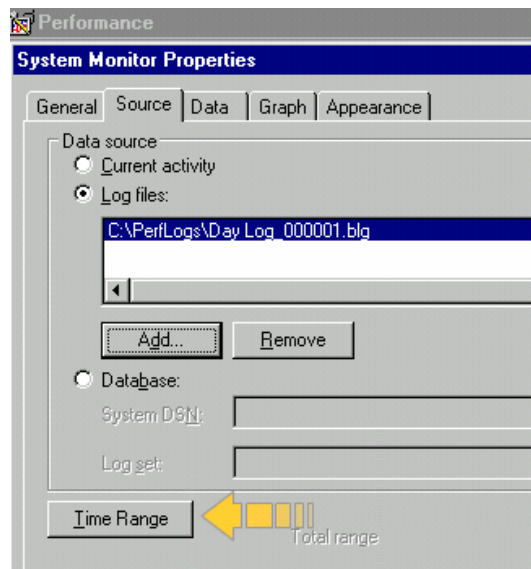 Performance
System Monitor Properties
General Source Data Graph Appearance
Data source
Current activity
Log files:
C:\PerfLogs\Day Log_000001.blg
Add... Remove
Database:
System DSN:
Log set:
Time Range
Total range